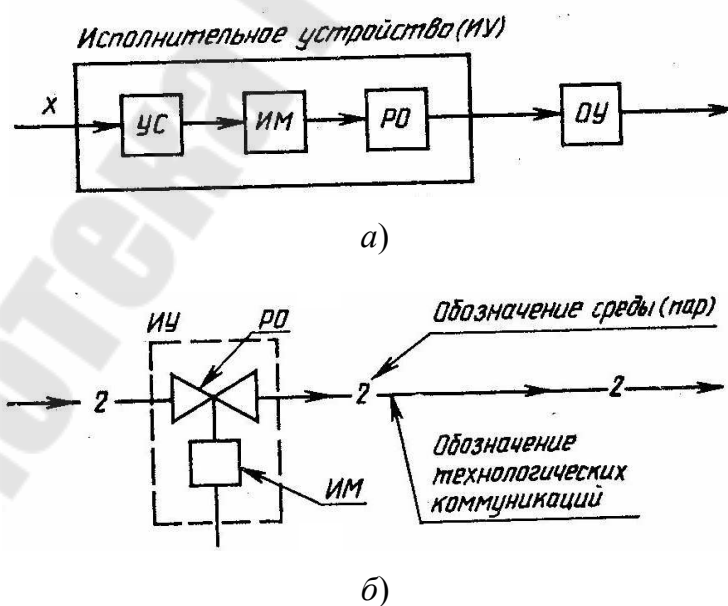 Исполнительное устройство (ИУ)
X
УС
ИМ
РО
ОУ
а)
ИУ
РО
Обозначение среды (пар)
2
2
2
Обозначение
технологических
коммуникаций
ИМ
б)